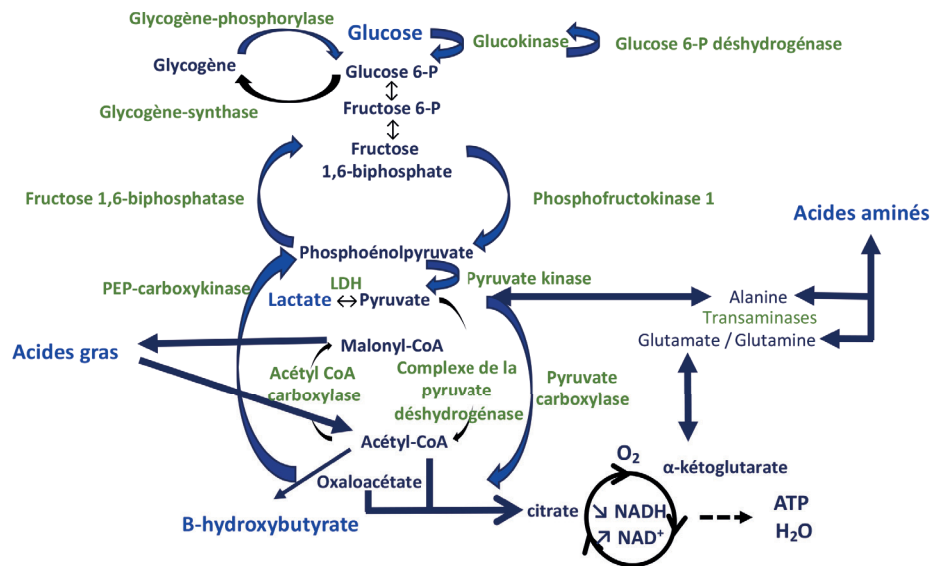 Glycogène-phosphorylase
Glucose
Glucokinase
Glucose 6-P déshydrogénase
Glycogène
Glucose 6-P
Glycogène-synthase
Fructose 6-P
Fructose
1,6-biphosphate
Fructose 1,6-biphosphatase
Phosphofructokinase 1
Acides aminés
Phosphoénolpyruvate
PEP-carboxykinase
LDH
Pyruvate kinase
Lactate
Pyruvate
Alanine
Transaminases
Glutamate / Glutamine
Acides gras
Malonyl-CoA
Acétyl CoA
carboxylase
Complexe de la
pyruvate
déshydrogénase
Pyruvate
carboxylase
Acétyl-CoA
Oxaloacétate
B-hydroxybutyrate
citrate
O₂
α-kétoglutarate
↘ NADH
↗ NAD⁺
ATP
H₂O